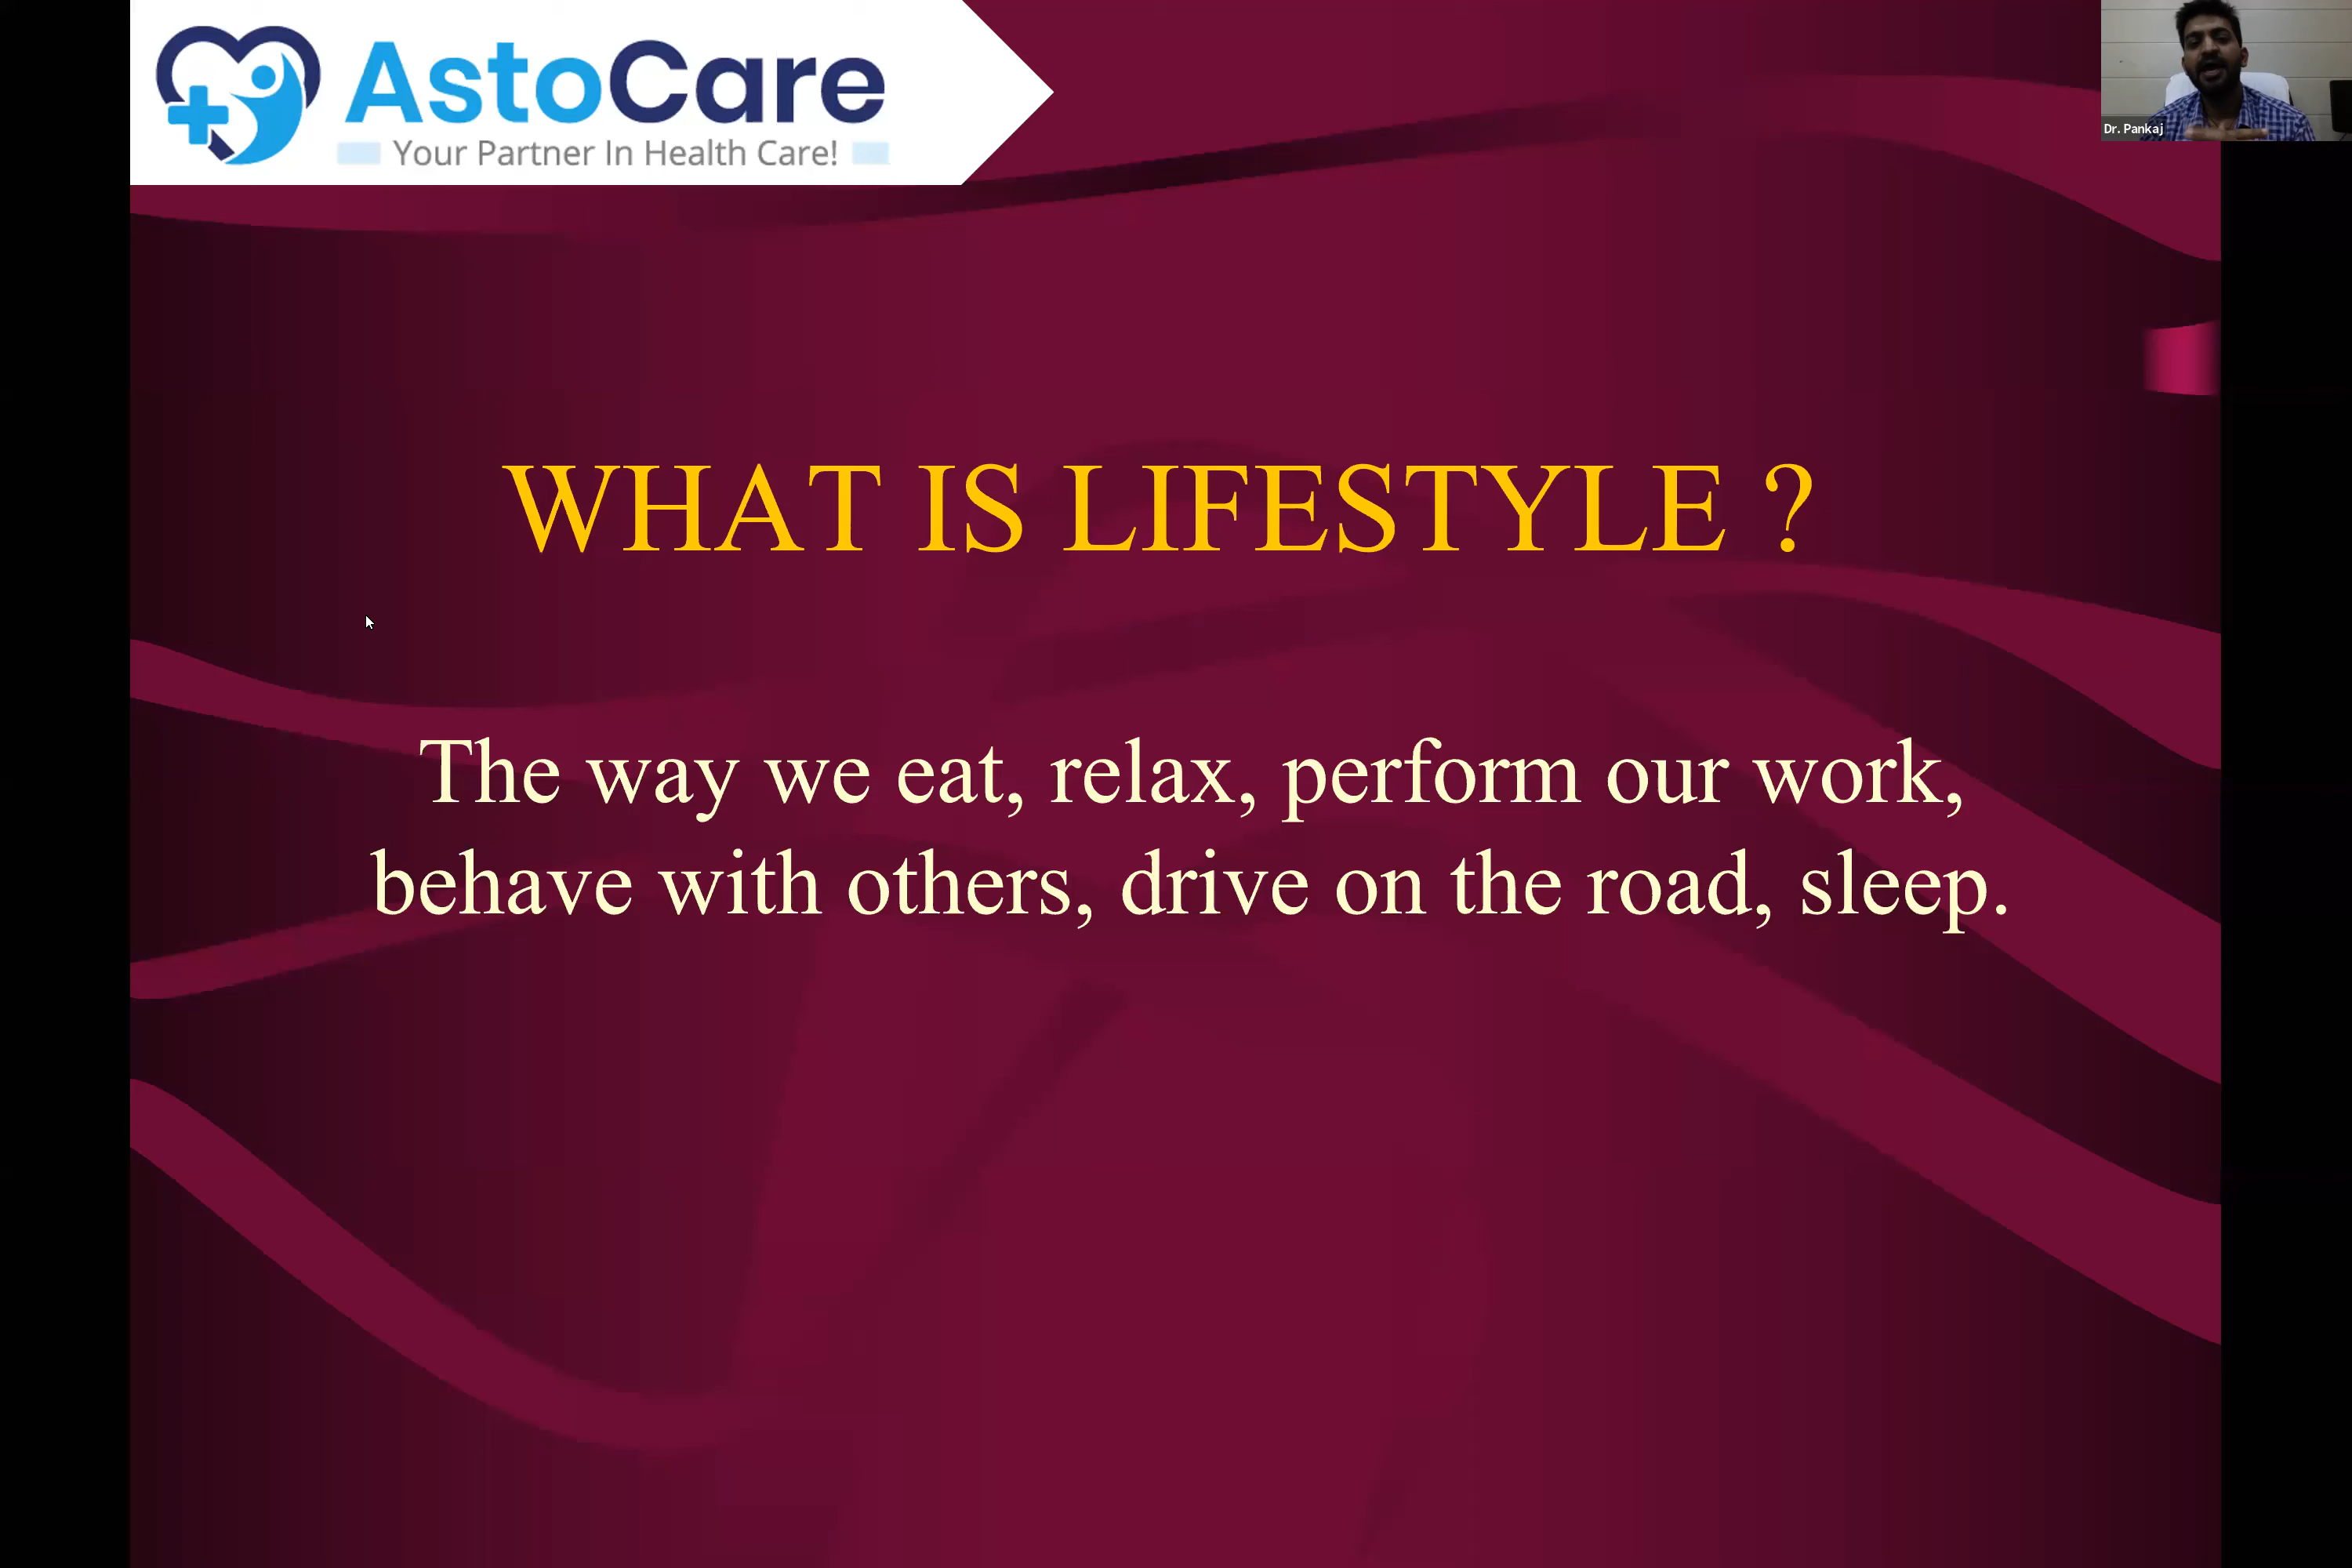 AstoCare
Your Partner In Health Care!
Dr. Pankaj
WHAT IS LIFESTYLE ?
The way we eat, relax, perform our work,
behave with others, drive on the road, sleep.